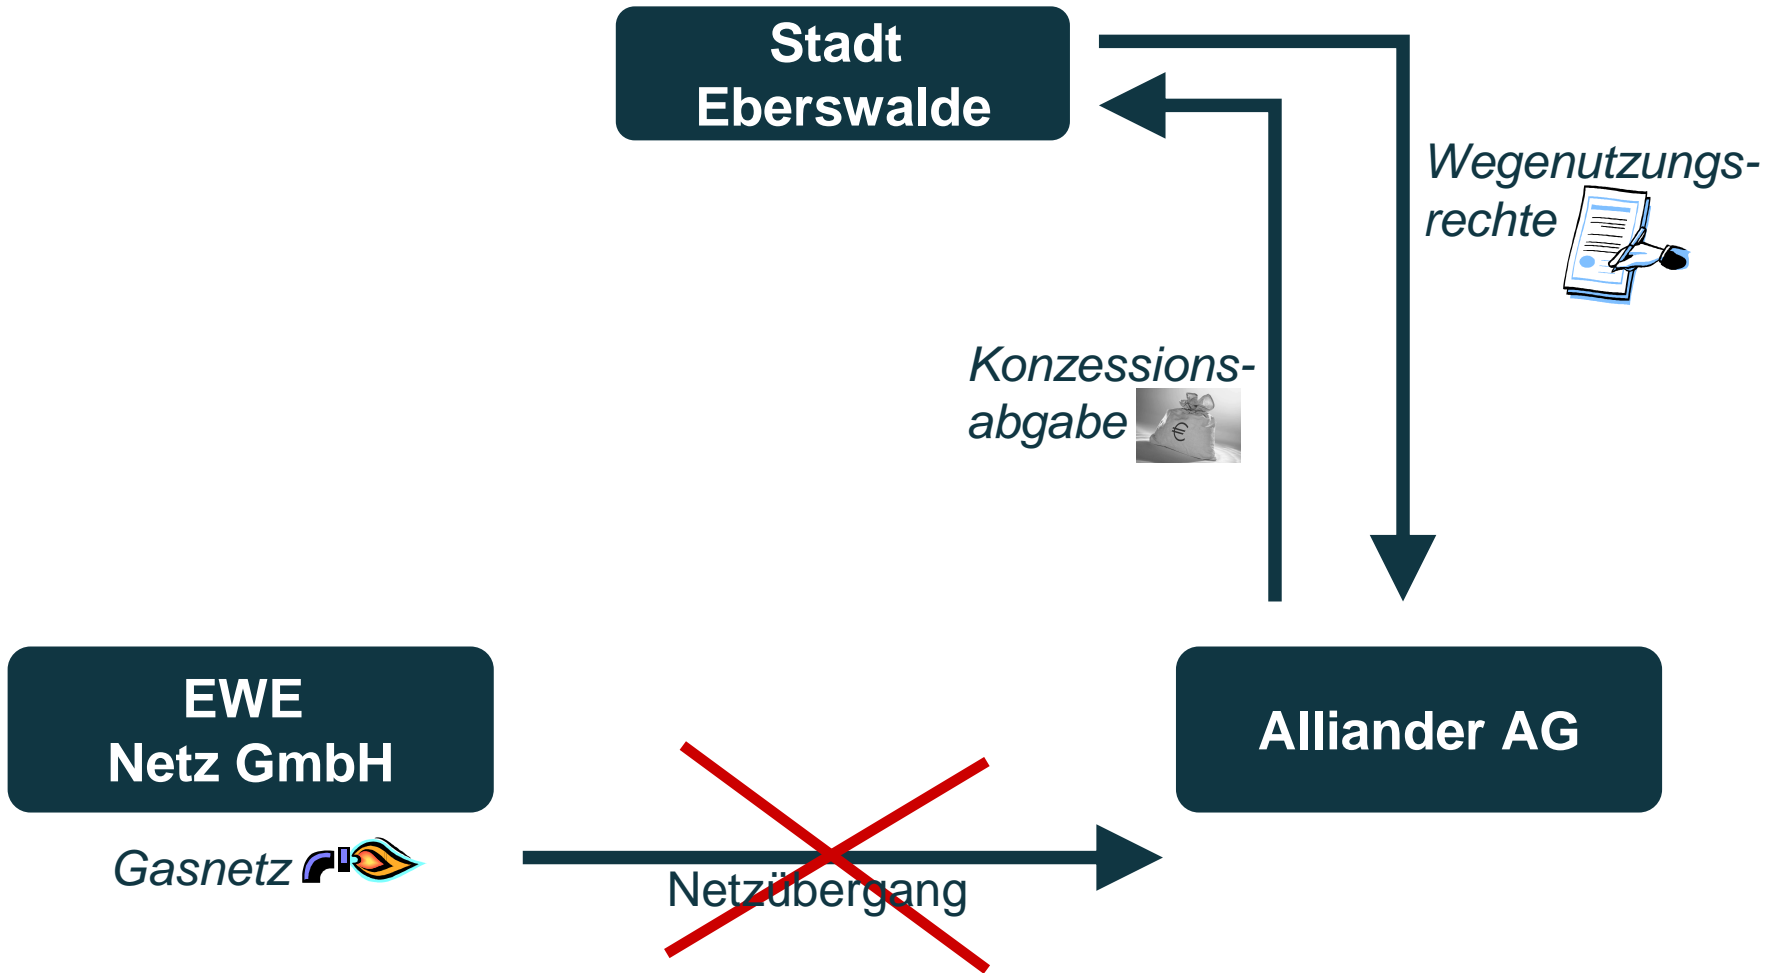 Stadt
Eberswalde
Wegenutzungs-
rechte
Konzessions-
abgabe
€
EWE
Netz GmbH
Alliander AG
Gasnetz
Netzübergang